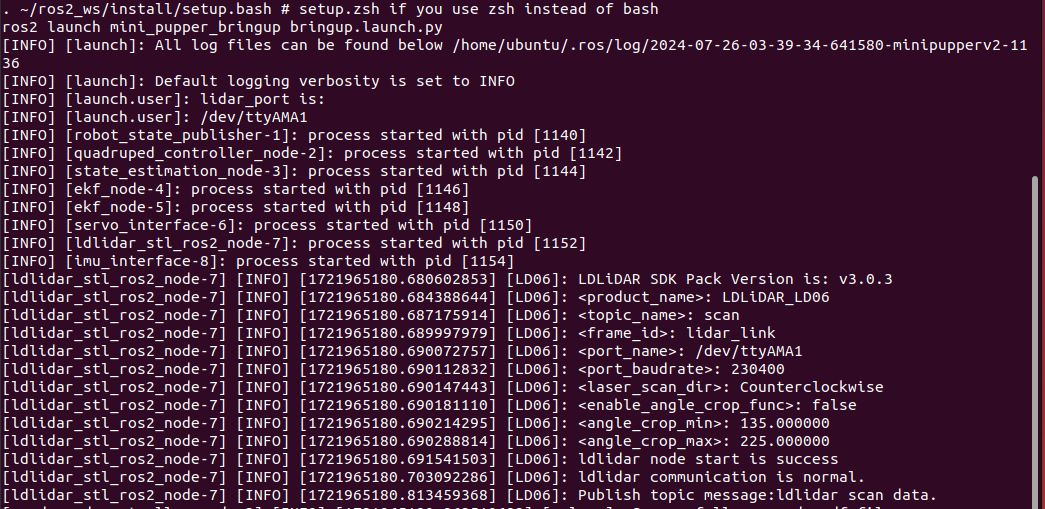 . ~/ros2_ws/install/setup.bash # setup.zsh if you use zsh instead of bash
ros2 launch mini_pupper_bringup bringup.launch.py
[INFO] [launch]: All log files can be found below /home/ubuntu/.ros/log/2024-07-26-03-39-34-641580-minipupperv2-11
36
[INFO] [launch]: Default logging verbosity is set to INFO
[INFO] [launch.user]: lidar_port is:
[INFO] [launch.user]: /dev/ttyAMA1
[INFO] [robot_state_publisher-1]: process started with pid [1140]
[INFO] [quadruped_controller_node-2]: process started with pid [1142]
[INFO] [state_estimation_node-3]: process started with pid [1144]
[INFO] [ekf_node-4]: process started with pid [1146]
[INFO] [ekf_node-5]: process started with pid [1148]
[INFO] [servo_interface-6]: process started with pid [1150]
[INFO] [ldlidar_stl_ros2_node-7]: process started with pid [1152]
[INFO] [imu_interface-8]: process started with pid [1154]
[ldlidar_stl_ros2_node-7] [INFO] [1721965180.680602853] [LD06]: LDLiDAR SDK Pack Version is: v3.0.3
[ldlidar_stl_ros2_node-7] [INFO] [1721965180.684388644] [LD06]: <product_name>: LDLiDAR_LD06
[ldlidar_stl_ros2_node-7] [INFO] [1721965180.687175914] [LD06]: <topic_name>: scan
[ldlidar_stl_ros2_node-7] [INFO] [1721965180.689997979] [LD06]: <frame_id>: lidar_link
[ldlidar_stl_ros2_node-7] [INFO] [1721965180.690072757] [LD06]: <port_name>: /dev/ttyAMA1
[ldlidar_stl_ros2_node-7] [INFO] [1721965180.690112832] [LD06]: <port_baudrate>: 230400
[ldlidar_stl_ros2_node-7] [INFO] [1721965180.690147443] [LD06]: <laser_scan_dir>: Counterclockwise
[ldlidar_stl_ros2_node-7] [INFO] [1721965180.690181110] [LD06]: <enable_angle_crop_func>: false
[ldlidar_stl_ros2_node-7] [INFO] [1721965180.690214295] [LD06]: <angle_crop_min>: 135.000000
[ldlidar_stl_ros2_node-7] [INFO] [1721965180.690288814] [LD06]: <angle_crop_max>: 225.000000
[ldlidar_stl_ros2_node-7] [INFO] [1721965180.691541503] [LD06]: ldlidar node start is success
[ldlidar_stl_ros2_node-7] [INFO] [1721965180.703092286] [LD06]: ldlidar communication is normal.
[ldlidar_stl_ros2_node-7] [INFO] [1721965180.813459368] [LD06]: Publish topic message:ldlidar scan data.